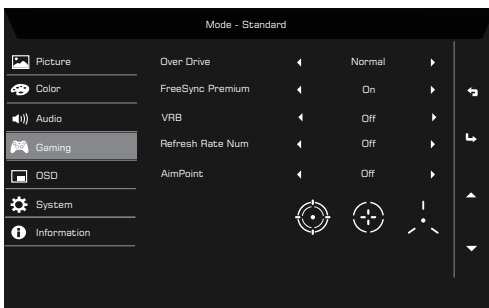 Mode - Standard
Picture
Over Drive Normal
Color
FreeSync Premium On
Audio
VRB Off
Gaming
Refresh Rate Num Off
OSD
AimPoint Off
System
Information